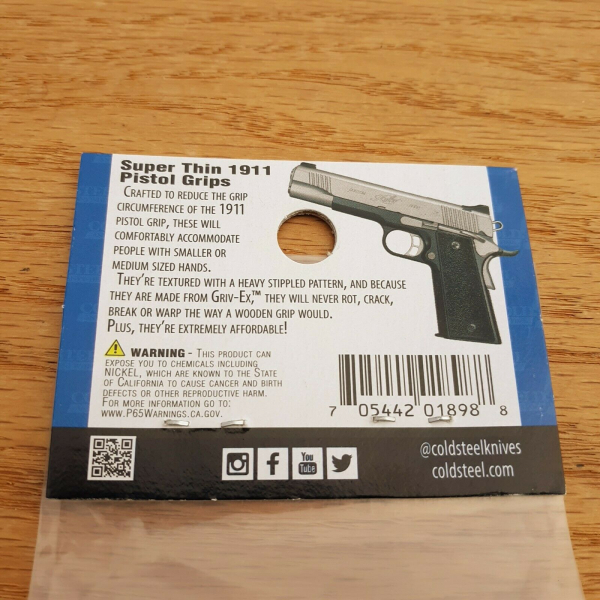 Super Thin 1911
Pistol Grips
CRAFTED TO REDUCE THE GRIP
CIRCUMFERENCE OF THE 1911
PISTOL GRIP, THESE WILL
COMFORTABLY ACCOMMODATE
PEOPLE WITH SMALLER OR
MEDIUM SIZED HANDS.
THEY'RE TEXTURED WITH A HEAVY STIPPLED PATTERN, AND BECAUSE
THEY ARE MADE FROM GRIV-EX,™ THEY WILL NEVER ROT, CRACK,
BREAK OR WARP THE WAY A WOODEN GRIP WOULD.
PLUS, THEY'RE EXTREMELY AFFORDABLE!
WARNING - THIS PRODUCT CAN
EXPOSE YOU TO CHEMICALS INCLUDING
NICKEL, WHICH ARE KNOWN TO THE STATE
OF CALIFORNIA TO CAUSE CANCER AND BIRTH
DEFECTS OR OTHER REPRODUCTIVE HARM.
FOR MORE INFORMATION GO TO:
WWW.P65WARNINGS.CA.GOV.
7 05442 01898 8
You
Tube
@coldsteelknives
coldsteel.com